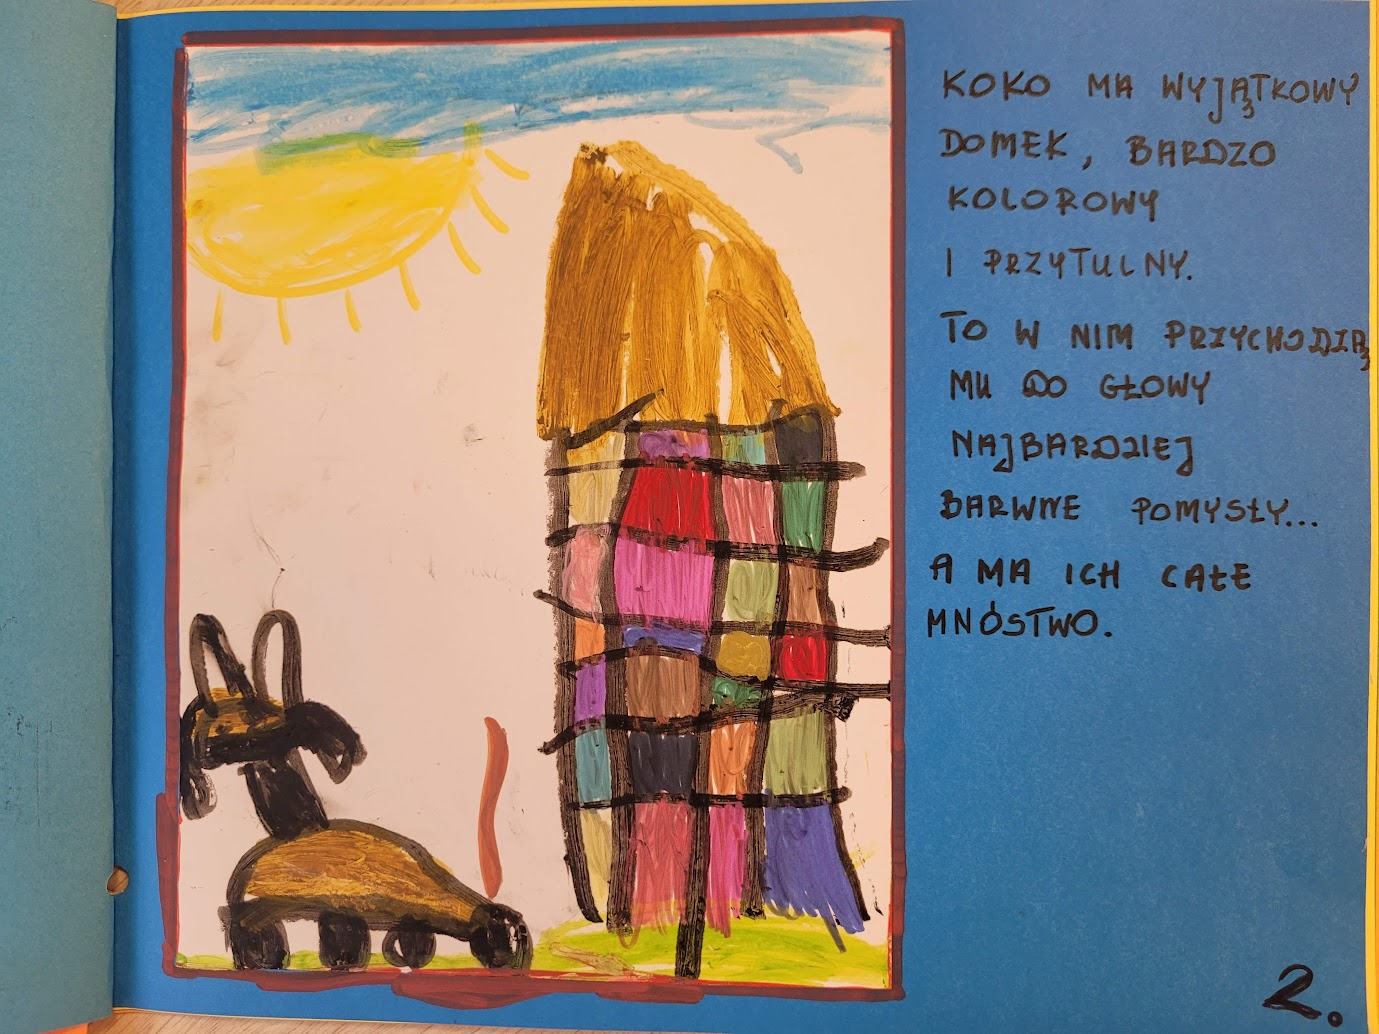 KOKO MA WYJĄTKOWY
DOMEK, BARDZO
KOLOROWY
I PRZYTULNY.
TO W NIM PRZYCHODZĄ
MU DO GŁOWY
NAJBARDZIEJ
BARWNE POMYSŁY...
A MA ICH CAŁE
MNÓSTWO.
2.